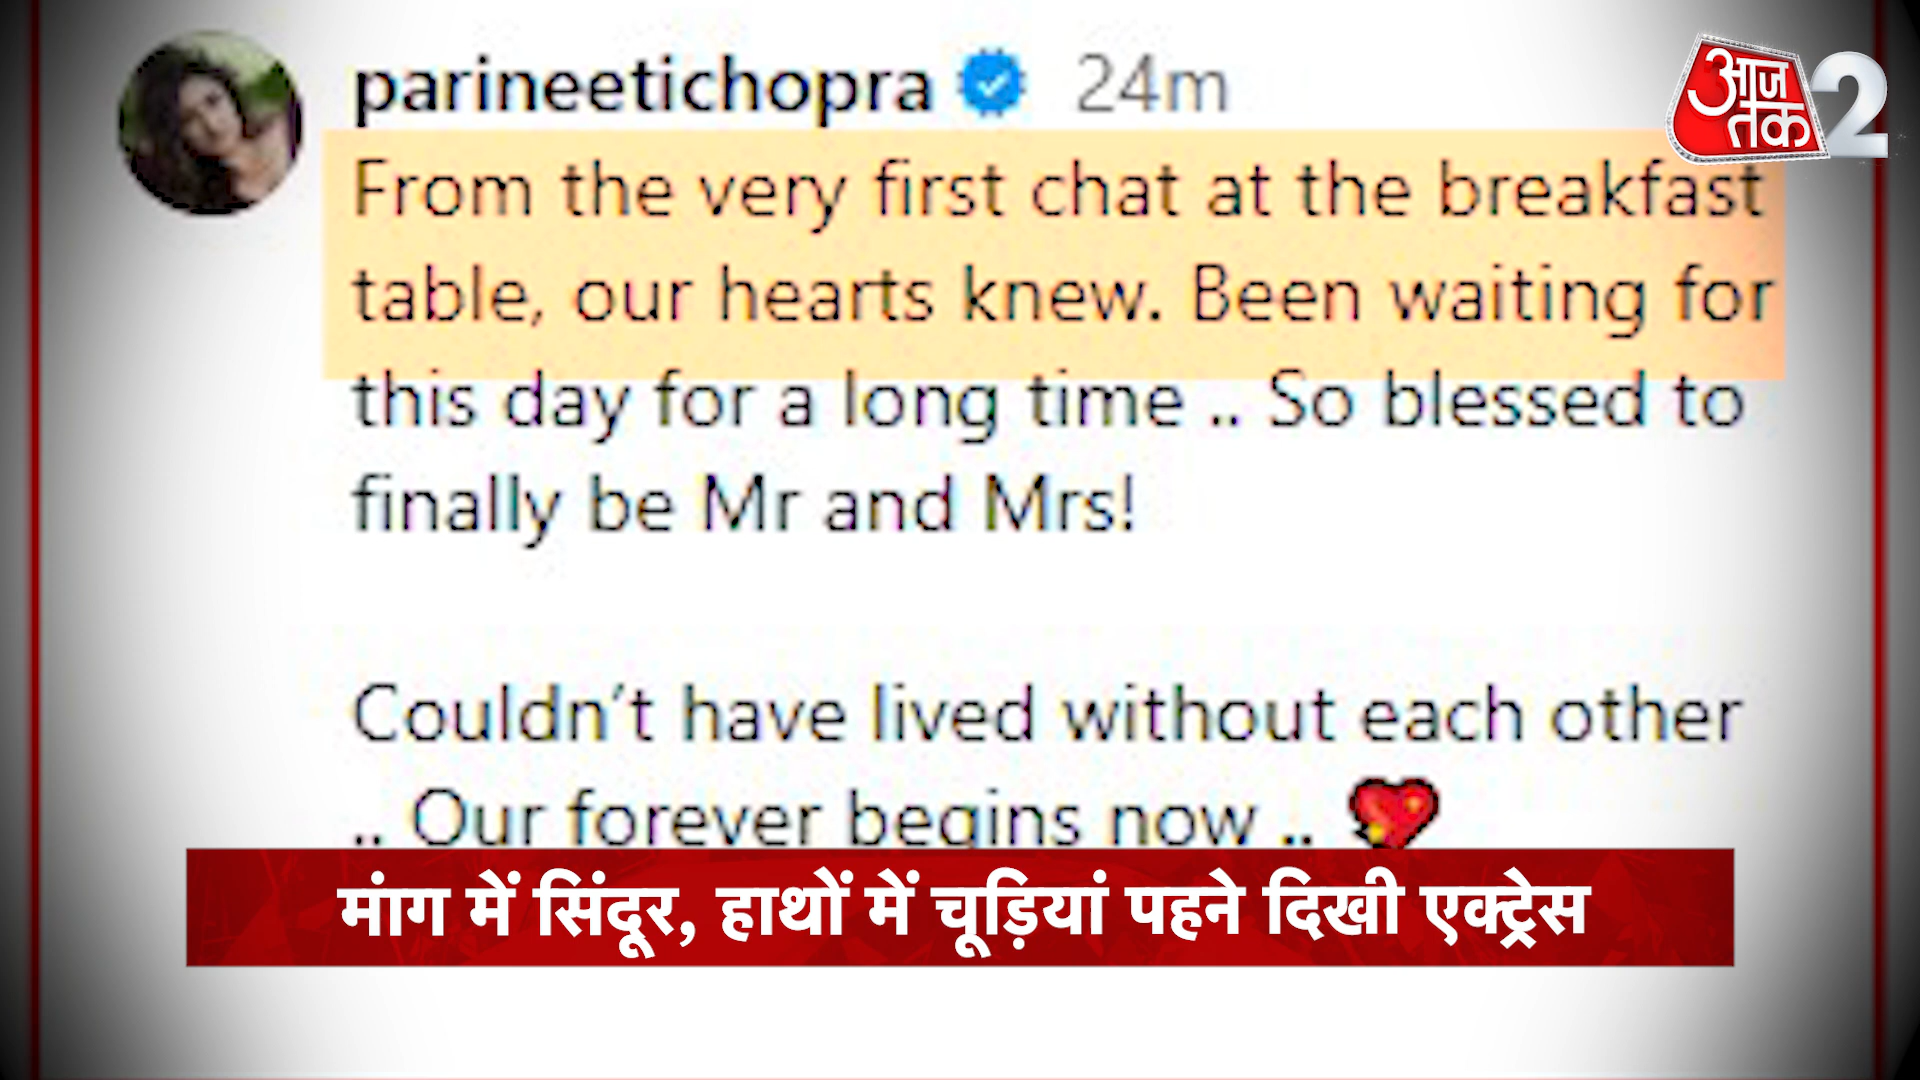 parineetichopra 24m
आज तक 2
From the very first chat at the breakfast
table, our hearts knew. Been waiting for
this day for a long time .. So blessed to
finally be Mr and Mrs!
Couldn't have lived without each other
.. Our forever begins now ..
मांग में सिंदूर, हाथों में चूड़ियां पहने दिखी एक्ट्रेस